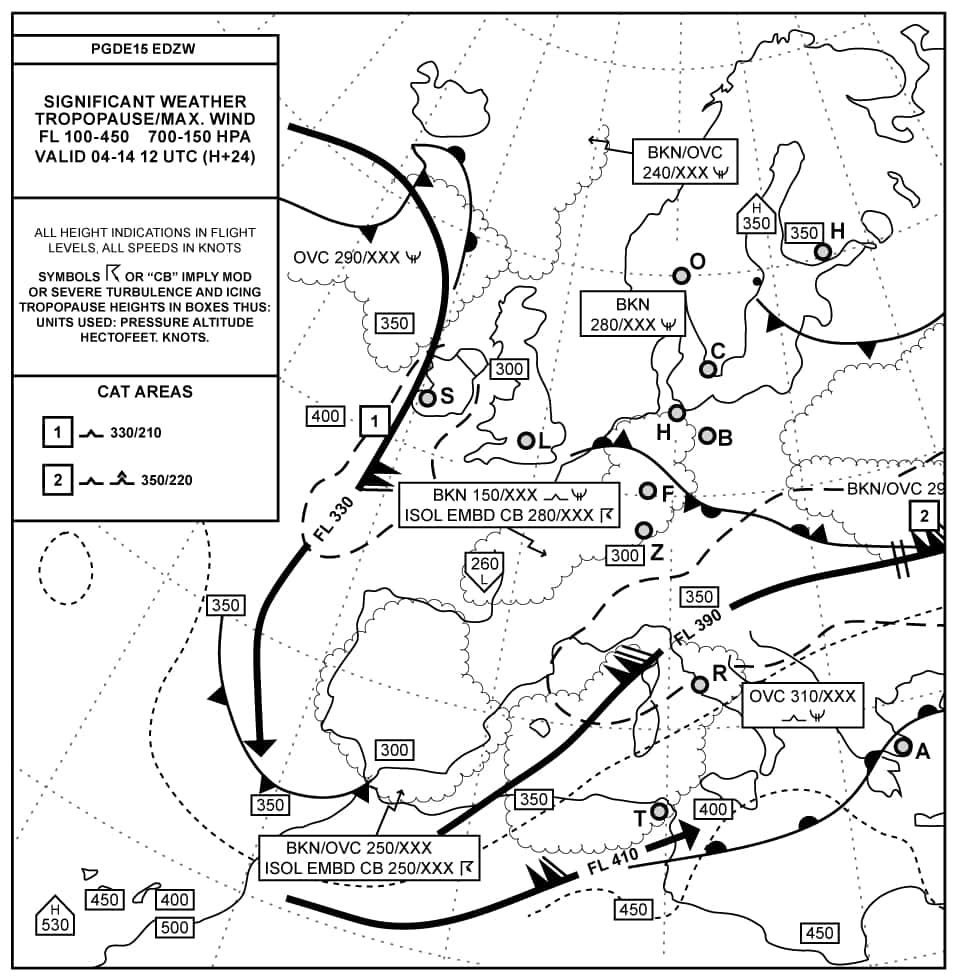 PGDE15 EDZW
SIGNIFICANT WEATHER
TROPOPAUSE/MAX. WIND
FL 100-450 700-150 HPA
VALID 04-14 12 UTC (H+24)
ALL HEIGHT INDICATIONS IN FLIGHT
LEVELS, ALL SPEEDS IN KNOTS
SYMBOLS OR “CB” IMPLY MOD
OR SEVERE TURBULENCE AND ICING
TROPOPAUSE HEIGHTS IN BOXES THUS:
UNITS USED: PRESSURE ALTITUDE
HECTOFEET. KNOTS.
CAT AREAS
1 330/210
2 350/220
BKN/OVC
240/XXX
H
350
350
H
OVC 290/XXX
O
BKN
280/XXX
350
300
C
400
1
S
L
H
B
BKN/OVC 29
BKN 150/XXX
ISOL EMBD CB 280/XXX
F
FL 330
2
300
Z
260
L
350
350
FL 390
R
OVC 310/XXX
300
A
350
350
400
T
BKN/OVC 250/XXX
ISOL EMBD CB 250/XXX
FL 410
H
530
450
400
500
450
450